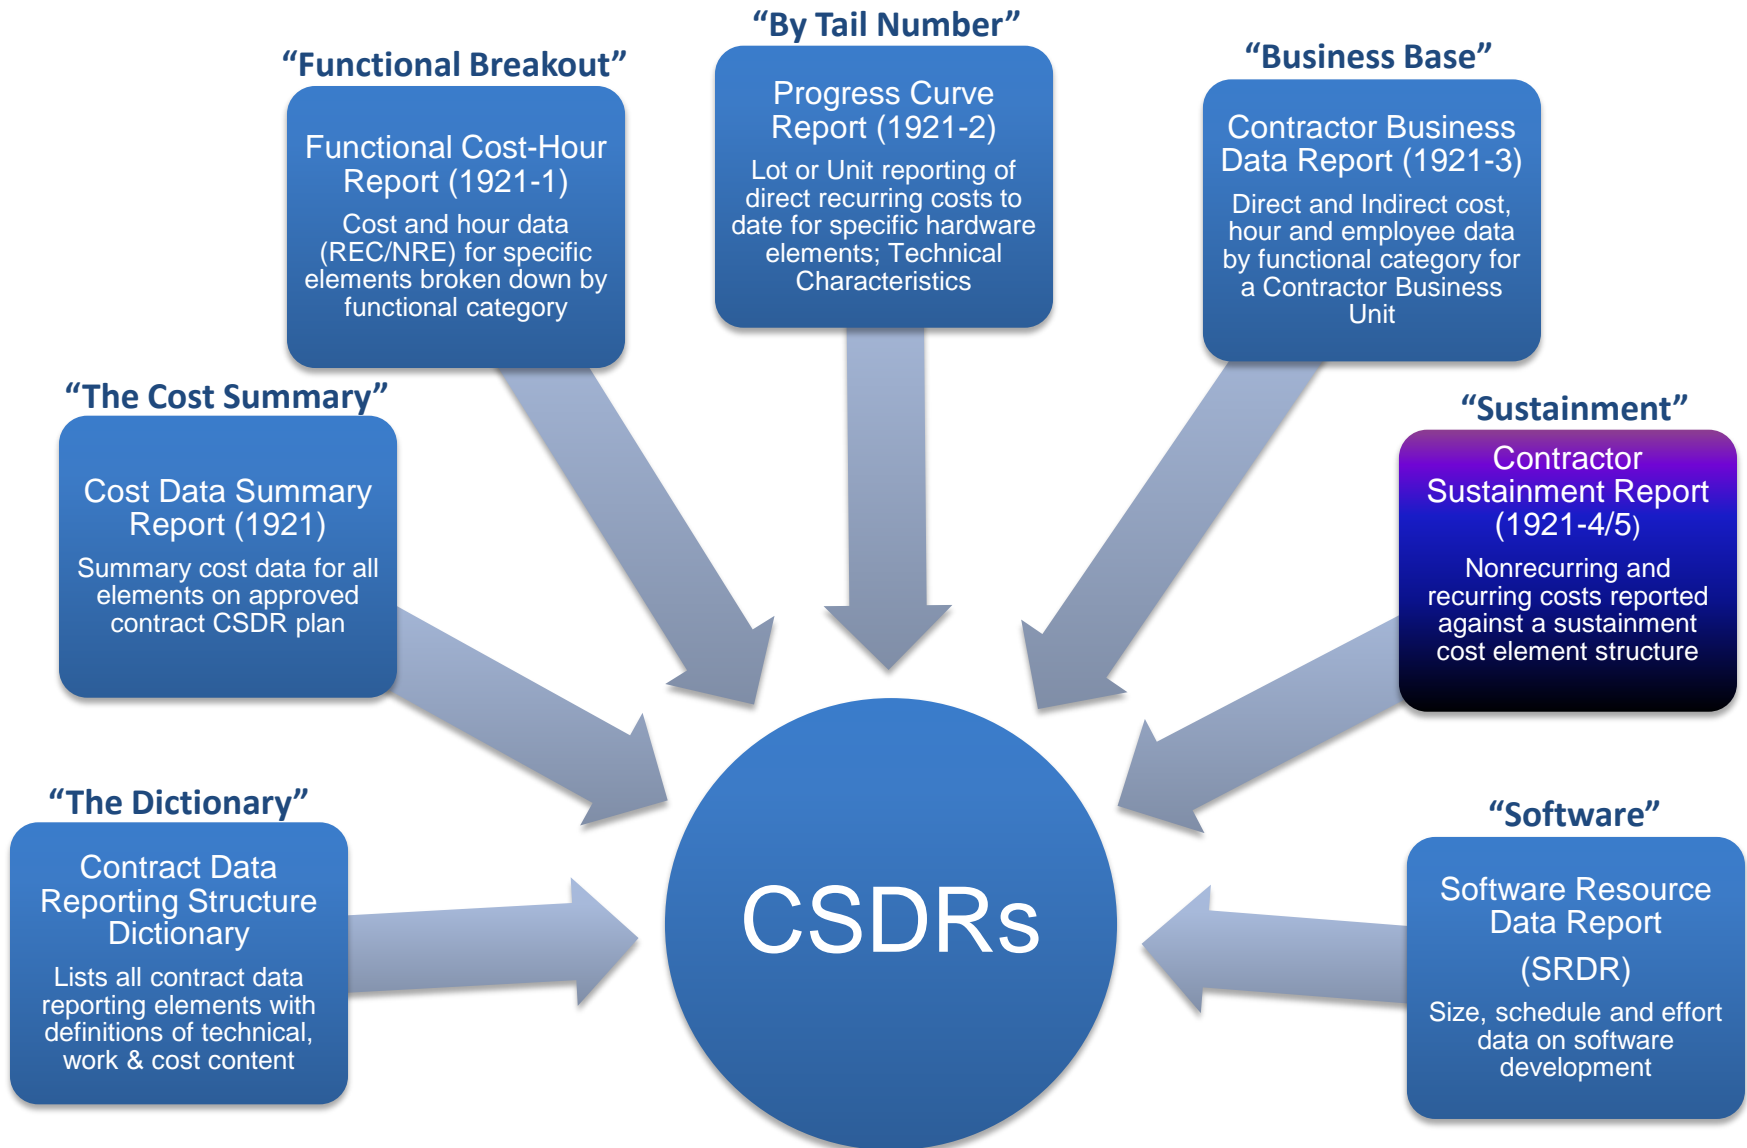 “By Tail Number”
Progress Curve
Report (1921-2)
Lot or Unit reporting of
direct recurring costs to
date for specific hardware
elements; Technical
Characteristics
“Functional Breakout”
Functional Cost-Hour
Report (1921-1)
Cost and hour data
(REC/NRE) for specific
elements broken down by
functional category
“Business Base”
Contractor Business
Data Report (1921-3)
Direct and Indirect cost,
hour and employee data
by functional category for
a Contractor Business
Unit
“The Cost Summary”
Cost Data Summary
Report (1921)
Summary cost data for all
elements on approved
contract CSDR plan
“Sustainment”
Contractor
Sustainment Report
(1921-4/5)
Nonrecurring and
recurring costs reported
against a sustainment
cost element structure
“The Dictionary”
Contract Data
Reporting Structure
Dictionary
Lists all contract data
reporting elements with
definitions of technical,
work & cost content
CSDRs
“Software”
Software Resource
Data Report
(SRDR)
Size, schedule and effort
data on software
development